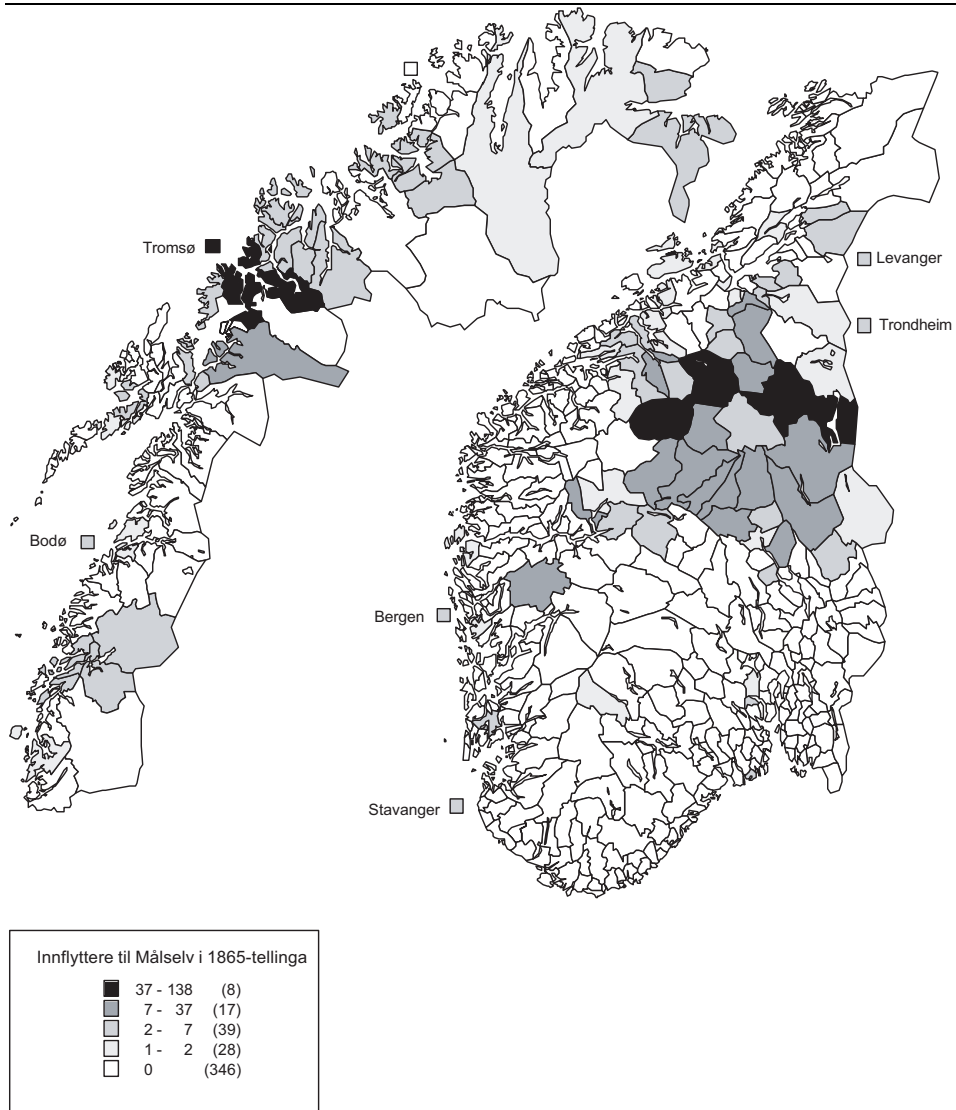 Tromsø
Levanger
Trondheim
Bodø
Bergen
Stavanger
Innflyttere til Målselv i 1865-tellinga
37 - 138 (8)
7 - 37 (17)
2 - 7 (39)
1 - 2 (28)
0 (346)